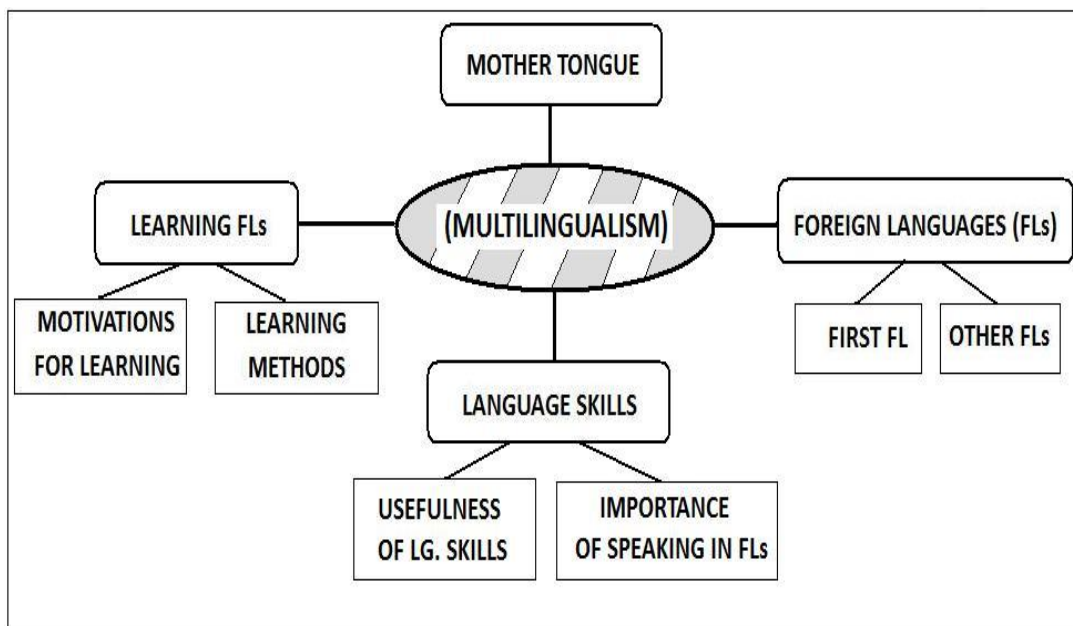 MOTHER TONGUE
LEARNING FLs
(MULTILINGUALISM)
FOREIGN LANGUAGES (FLs)
MOTIVATIONS
FOR LEARNING
LEARNING
METHODS
FIRST FL
OTHER FLs
LANGUAGE SKILLS
USEFULNESS
OF LG. SKILLS
IMPORTANCE
OF SPEAKING IN FLs